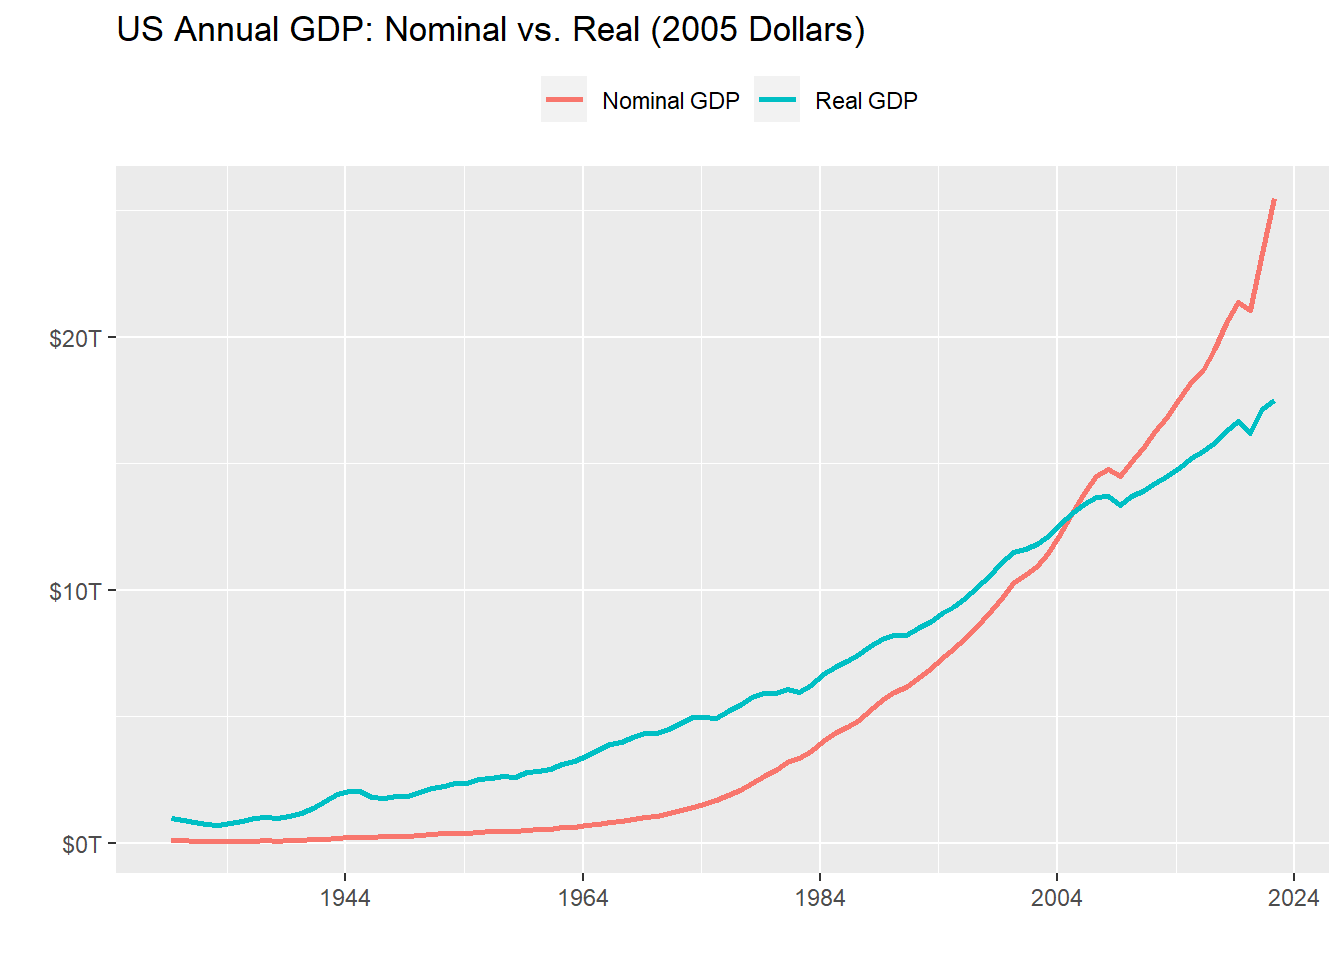 US Annual GDP: Nominal vs. Real (2005 Dollars)
Nominal GDP Real GDP
$20T
$10T
$0T
1944 1964 1984 2004 2024